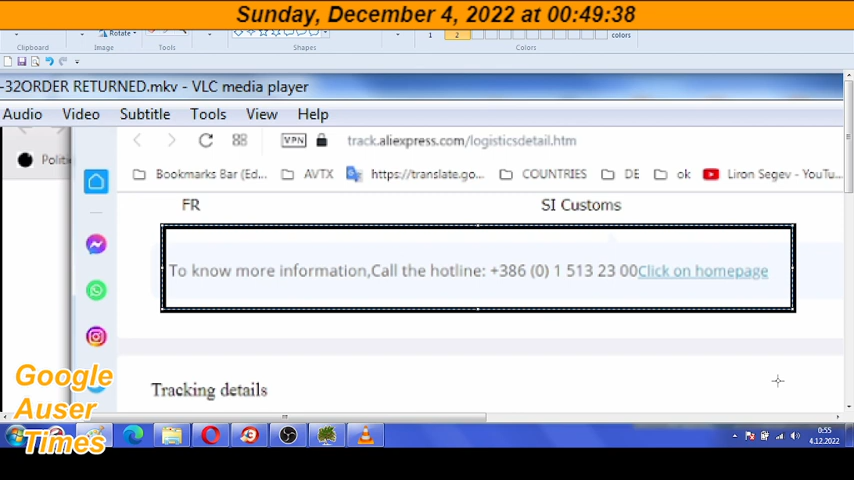 Sunday, December 4, 2022 at 00:49:38
Rotate
Clipboard Image Tools Shapes 1 2 Colors colors
-32ORDER RETURNED.mkv - VLC media player
Audio Video Subtitle Tools View Help
VPN track.aliexpress.com/logisticsdetail.htm
Politi
Bookmarks Bar (Ed... AVTX https://translate.go... COUNTRIES DE ok Liron Segev - YouTu...
FR SI Customs
To know more information,Call the hotline: +386 (0) 1 513 23 00Click on homepage
Tracking details
Google
Auser
Times
0:55
4.12.2022